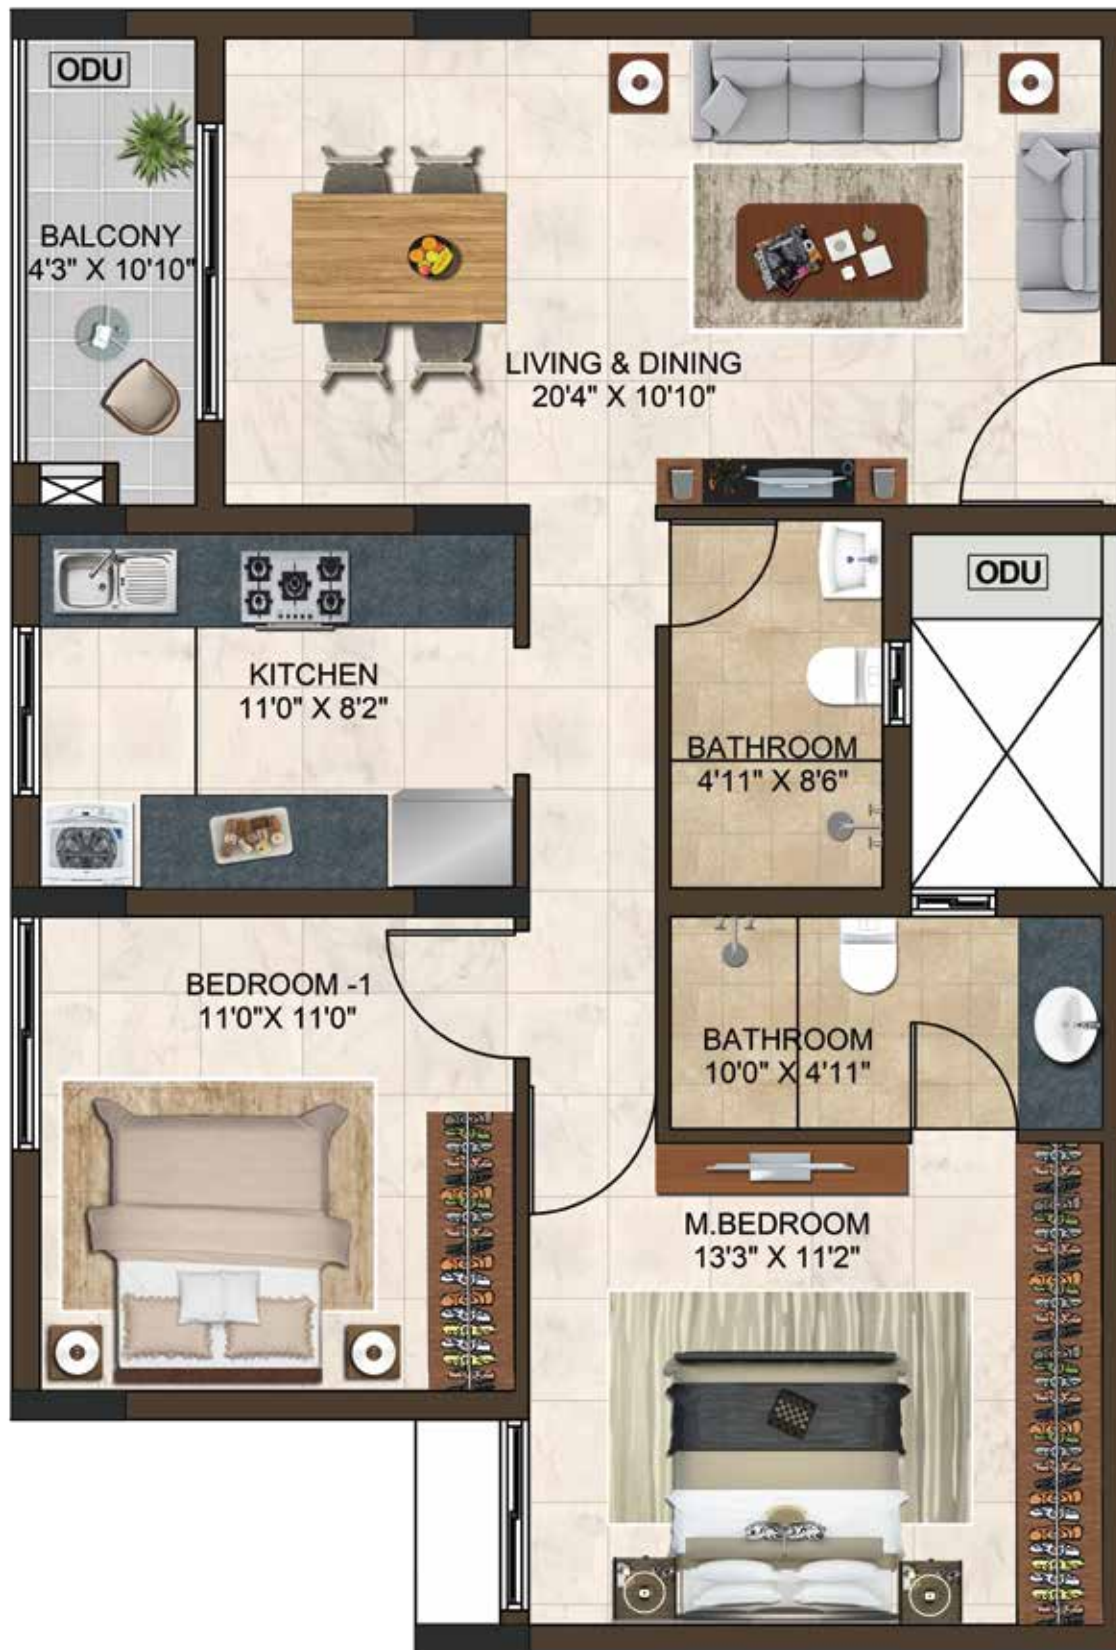 ODU
BALCONY
4'3" X 10'10"
LIVING & DINING
20'4" X 10'10"
KITCHEN
11'0" X 8'2"
ODU
BATHROOM
4'11" X 8'6"
BEDROOM -1
11'0"X 11'0"
BATHROOM
10'0" X 4'11"
M.BEDROOM
13'3" X 11'2"